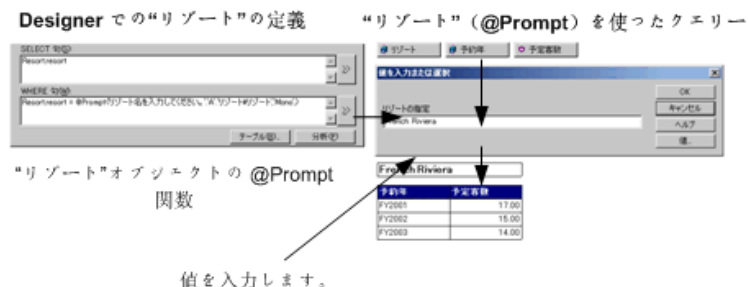 Designer での“リゾート”の定義
“リゾート”（@Prompt）を使ったクエリー
SELECT 句(S):
Resort.resort
WHERE 句(W):
Resort.resort = @Prompt('リゾート名を入力してください。','A','リゾート\リゾート','Mono',)
テーブル(B)...
分析(P)
“リゾート”オブジェクトの @Prompt
関数
リゾート
予約年
予定客数
値を入力または選択
リゾートの指定
French Riviera
OK
キャンセル
ヘルプ
値...
French Riviera
予約年 予定客数
FY2001 17.00
FY2002 15.00
FY2003 14.00
値を入力します。